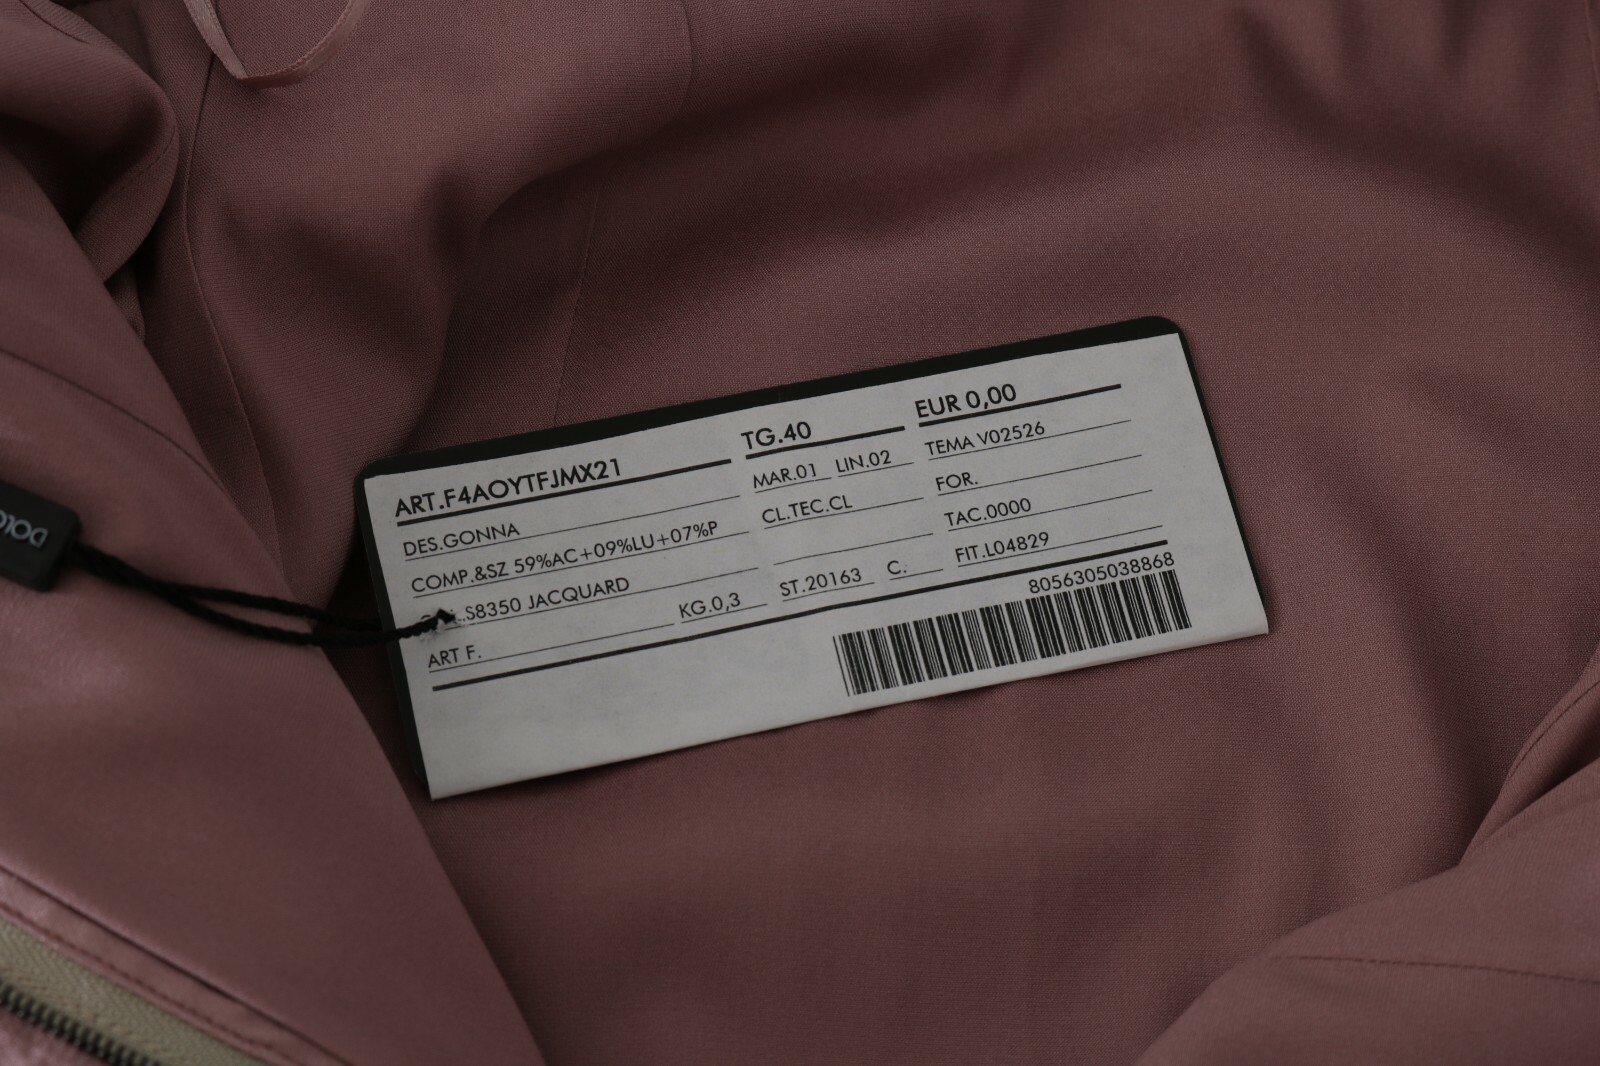 ART.F4AOYTFJMX21 TG.40 EUR 0,00
DES.GONNA MAR.01 LIN.02 TEMA V02526
COMP.&SZ 59%AC+09%LU+07%P CL.TEC.CL FOR.
S8350 JACQUARD TAC.0000
ART F. KG.0,3 ST.20163 C. FIT.L04829
8056305038868